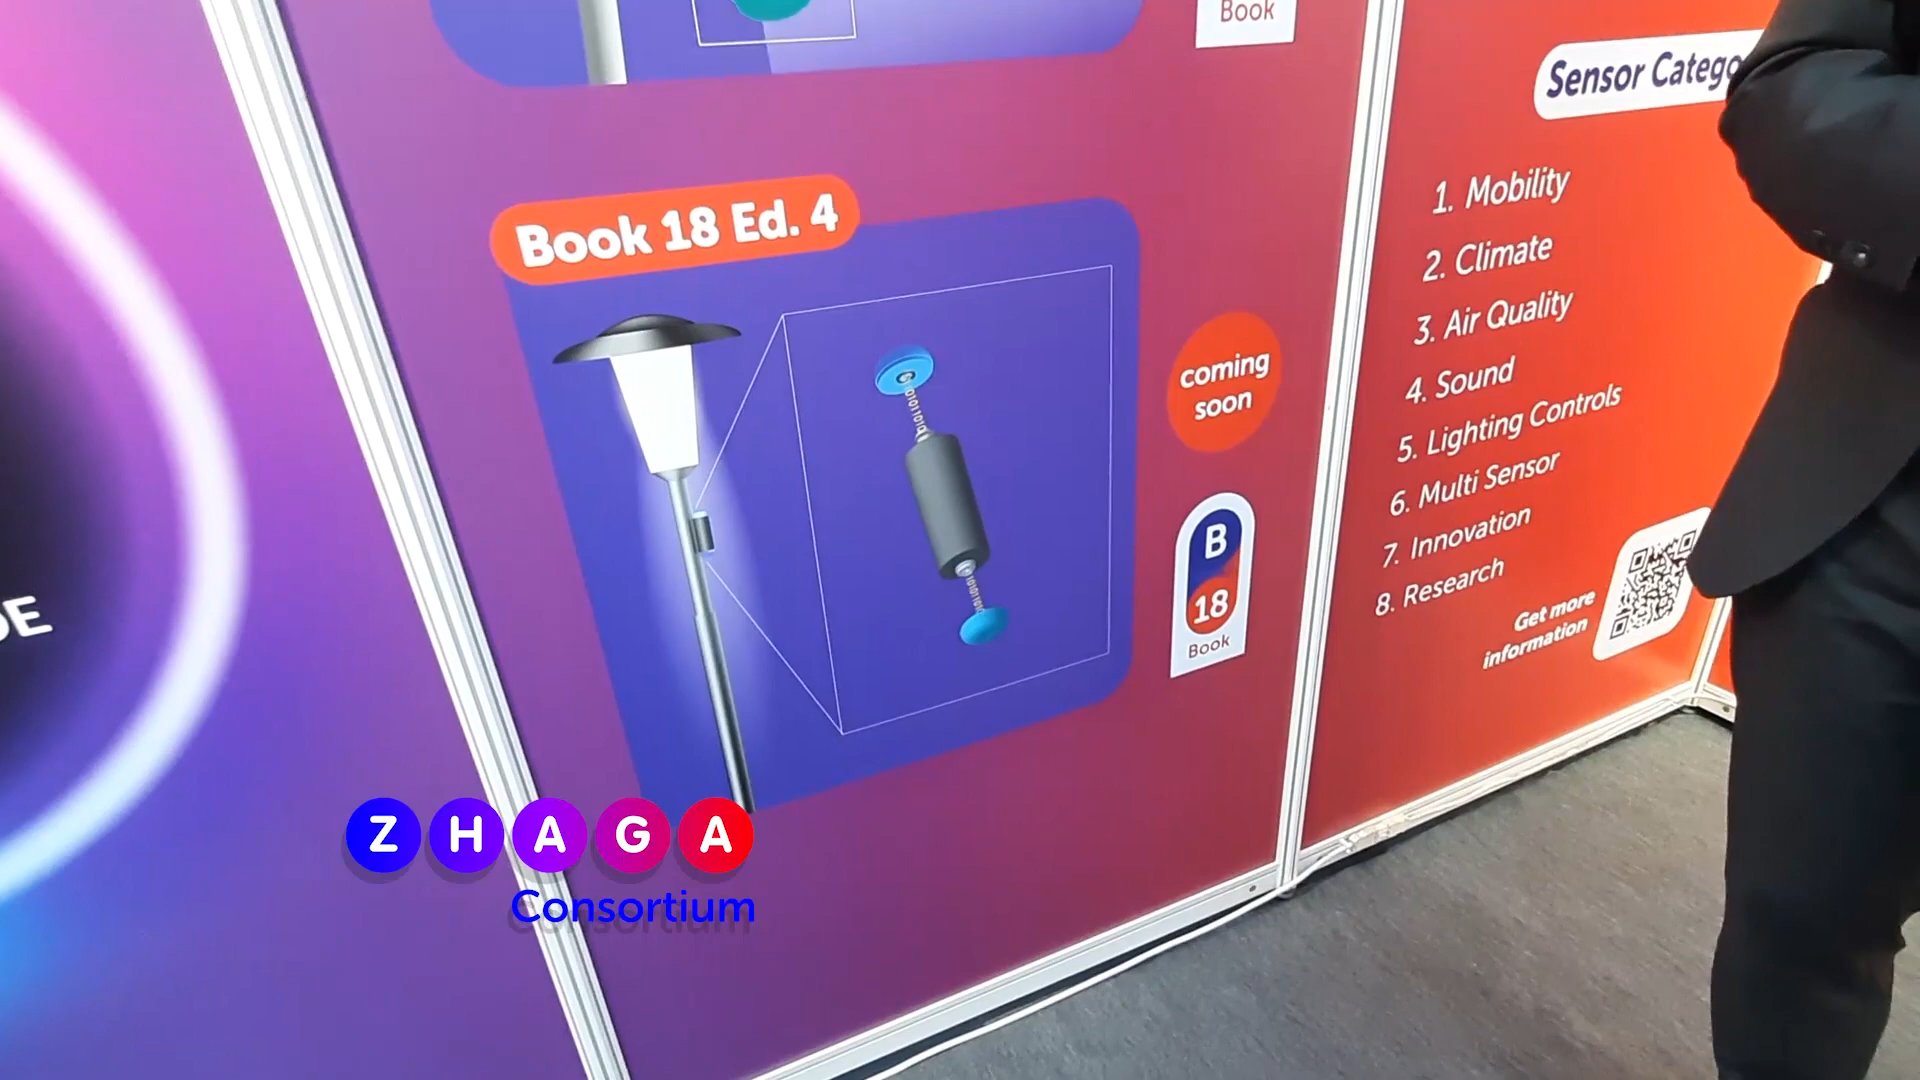 Book
Sensor Catego
DE
Book 18 Ed. 4
coming
soon
B
18
Book
1. Mobility
2. Climate
3. Air Quality
4. Sound
5. Lighting Controls
6. Multi Sensor
7. Innovation
8. Research
Get more
information
ZHAGA
Consortium